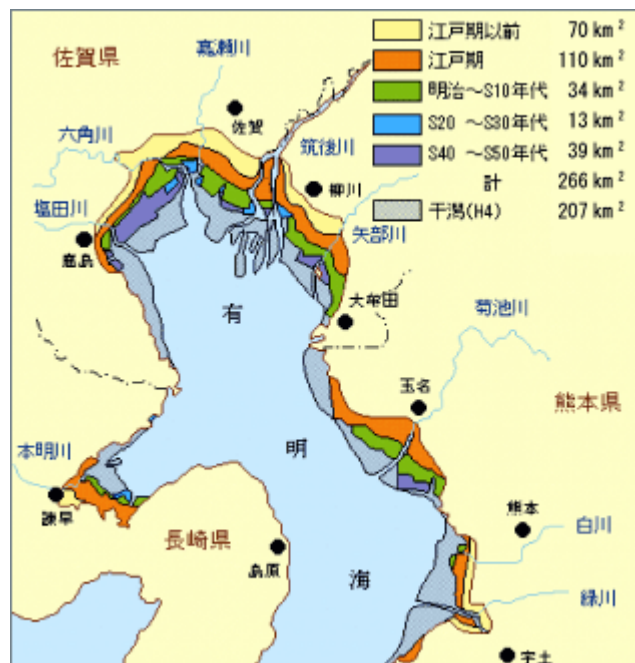 江戸期以前 70 km²
江戸期 110 km²
明治～S10年代 34 km²
S20～S30年代 13 km²
S40～S50年代 39 km²
計 266 km²
干潟(H4) 207 km²
佐賀県
嘉瀬川
佐賀
六角川
筑後川
柳川
塩田川
矢部川
鹿島
大牟田
有
菊池川
玉名
熊本県
明
本明川
諫早
長崎県
島原
熊本
白川
海
緑川
宇土